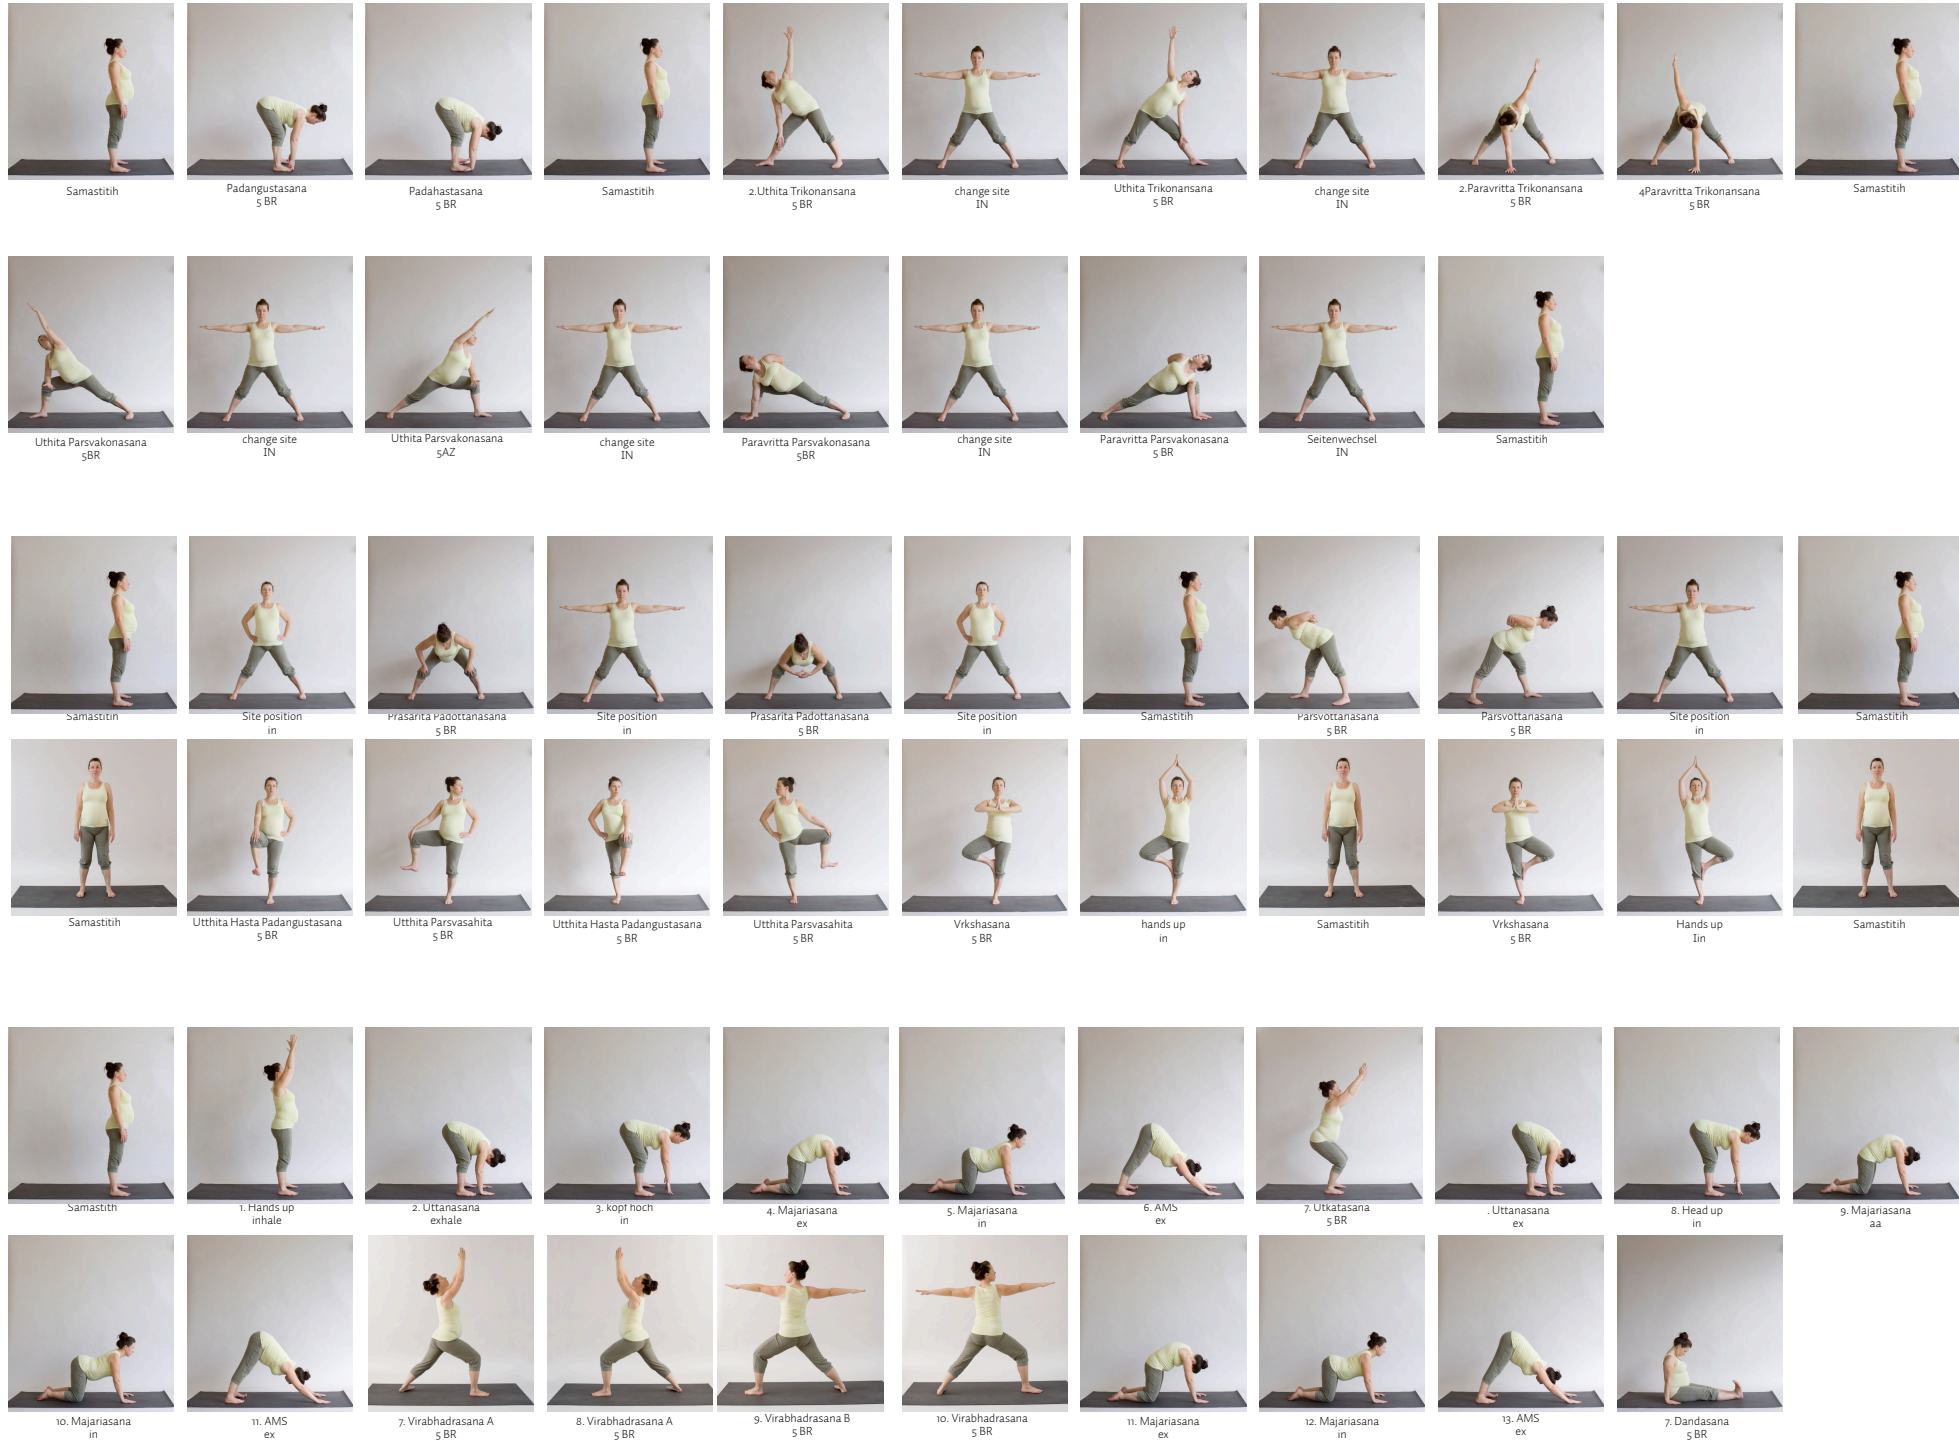 Samastitih
Padangustasana
5 BR
Padahastasana
5 BR
Samastitih
2.Uthita Trikonansana
5 BR
change site
IN
Uthita Trikonansana
5 BR
change site
IN
2.Paravritta Trikonansana
5 BR
4Paravritta Trikonansana
5 BR
Samastitih
Uthita Parsvakonasana
5BR
change site
IN
Uthita Parsvakonasana
5AZ
change site
IN
Paravritta Parsvakonasana
5BR
change site
IN
Paravritta Parsvakonasana
5 BR
Seitenwechsel
IN
Samastitih
Samastitih
Site position
in
Prasarita Padottanasana
5 BR
Site position
in
Prasarita Padottanasana
5 BR
Site position
in
Samastitih
Parsvottanasana
5 BR
Parsvottanasana
5 BR
Site position
in
Samastitih
Samastitih
Utthita Hasta Padangustasana
5 BR
Utthita Parsvasahita
5 BR
Utthita Hasta Padangustasana
5 BR
Utthita Parsvasahita
5 BR
Vrkshasana
5 BR
hands up
in
Samastitih
Vrkshasana
5 BR
Hands up
Iin
Samastitih
Samastith
1. Hands up
inhale
2. Uttanasana
exhale
3. kopf hoch
in
4. Majariasana
ex
5. Majariasana
in
6. AMS
ex
7. Utkatasana
5 BR
. Uttanasana
ex
8. Head up
in
9. Majariasana
aa
10. Majariasana
in
11. AMS
ex
7. Virabhadrasana A
5 BR
8. Virabhadrasana A
5 BR
9. Virabhadrasana B
5 BR
10. Virabhadrasana
5 BR
11. Majariasana
ex
12. Majariasana
in
13. AMS
ex
7. Dandasana
5 BR